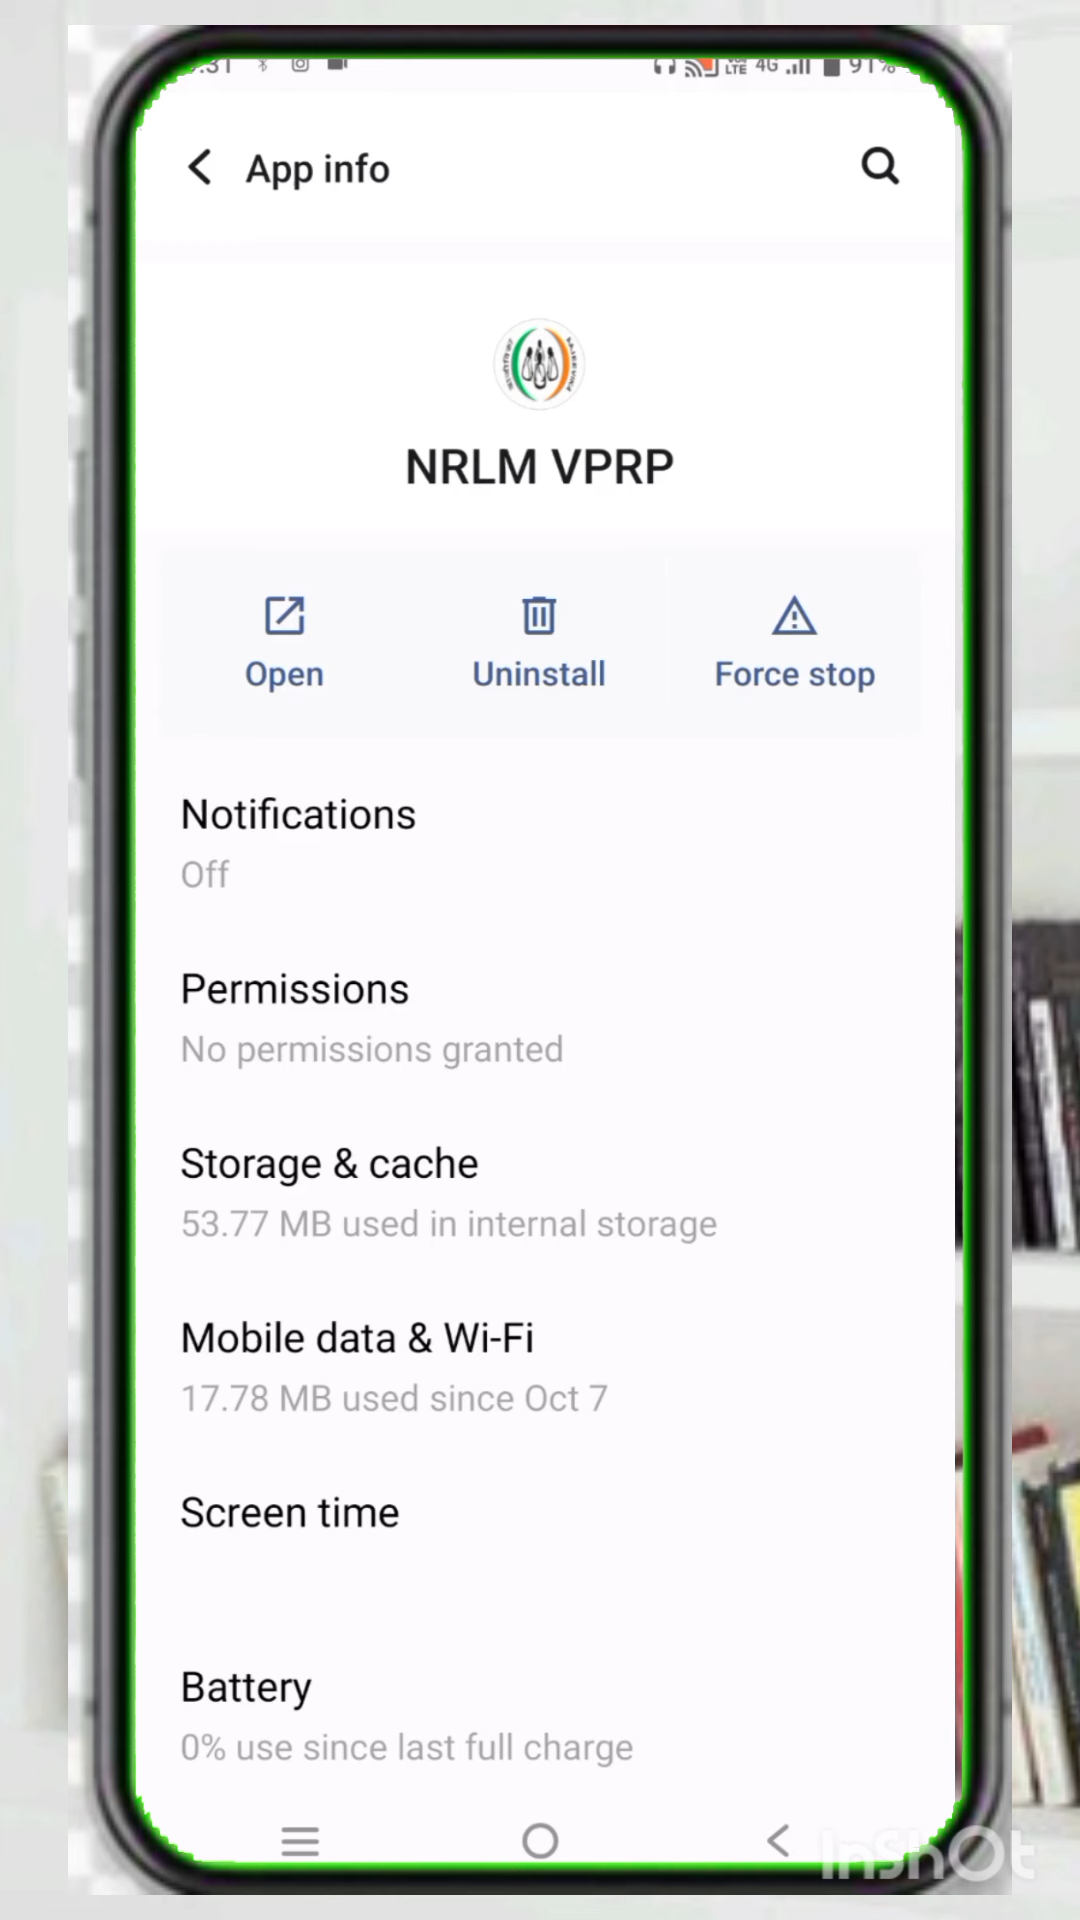 4G 91%
App info
NRLM VPRP
Open Uninstall Force stop
Notifications
Off
Permissions
No permissions granted
Storage & cache
53.77 MB used in internal storage
Mobile data & Wi-Fi
17.78 MB used since Oct 7
Screen time
Battery
0% use since last full charge
InShOt